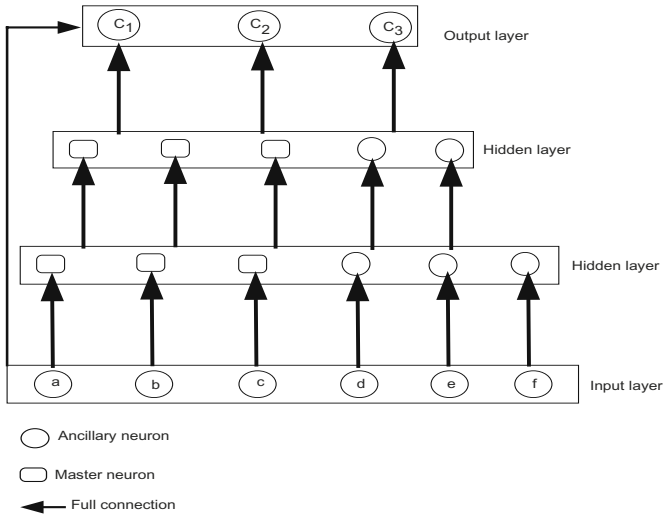 C1 C2 C3
Output layer
Hidden layer
Hidden layer
a b c d e f
Input layer
Ancillary neuron
Master neuron
Full connection